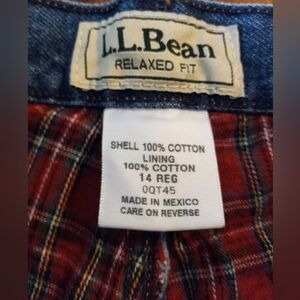 L.L.Bean
RELAXED FIT
SHELL 100% COTTON
LINING
100% COTTON
14 REG
0QT45
MADE IN MEXICO
CARE ON REVERSE